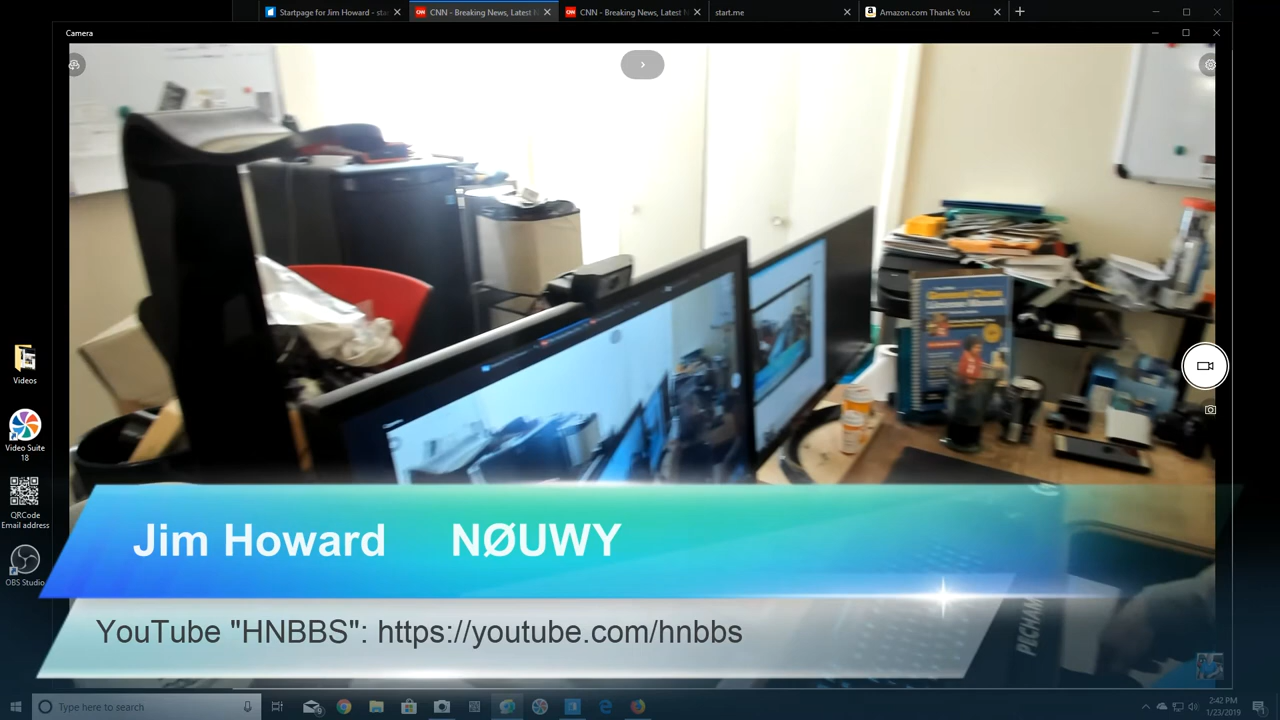 Startpage for Jim Howard - sta
CNN - Breaking News, Latest N
CNN - Breaking News, Latest N
start.me
Amazon.com Thanks You
Camera
Videos
Video Suite
18
QRCode
Email address
OBS Studio
Jim Howard NØUWY
YouTube "HNBBS": https://youtube.com/hnbbs
PECHAM
Type here to search
2:42 PM
1/23/2019